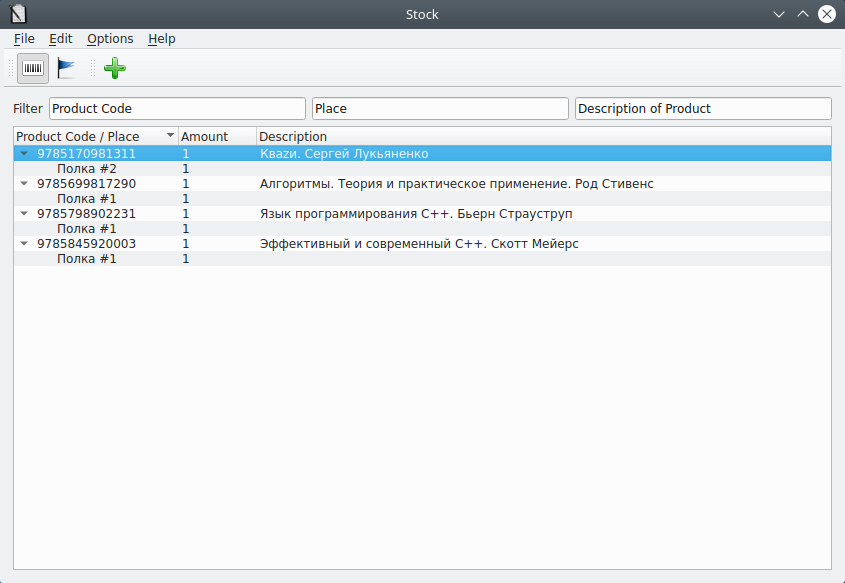 Stock
File Edit Options Help
Filter Product Code Place Description of Product
Product Code / Place Amount Description
9785170981311 1 Кваzи. Сергей Лукьяненко
Полка #2 1
9785699817290 1 Алгоритмы. Теория и практическое применение. Род Стивенс
Полка #1 1
9785798902231 1 Язык программирования C++. Бьерн Страуструп
Полка #1 1
9785845920003 1 Эффективный и современный C++. Скотт Мейерс
Полка #1 1